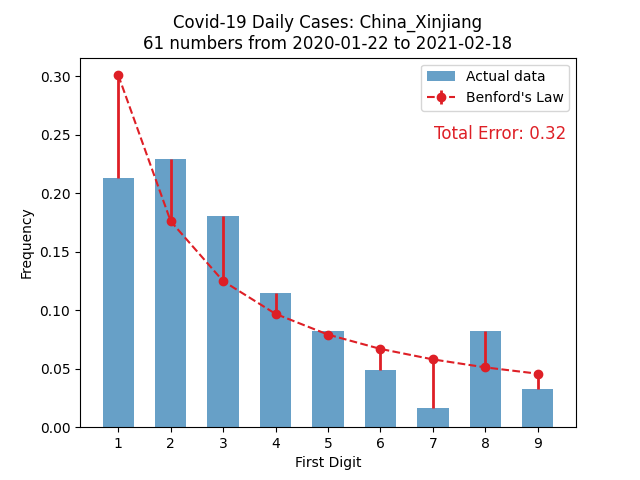 Covid-19 Daily Cases: China_Xinjiang
61 numbers from 2020-01-22 to 2021-02-18
Actual data
Benford's Law
Total Error: 0.32
Frequency
0.30
0.25
0.20
0.15
0.10
0.05
0.00
1 2 3 4 5 6 7 8 9
First Digit